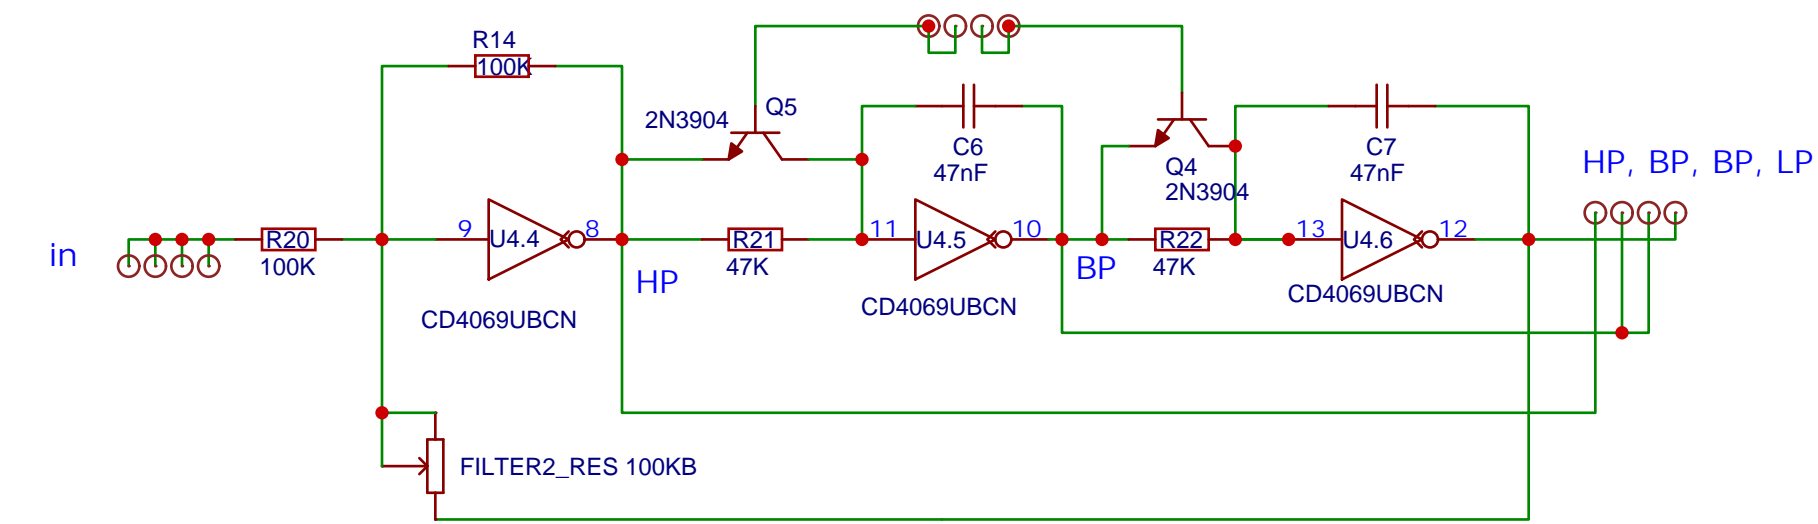 R14
100K
Q5
2N3904
C6
47nF
Q4
2N3904
C7
47nF
HP, BP, BP, LP
in
R20
100K
9
U4.4
8
CD4069UBCN
HP
R21
47K
11
U4.5
10
CD4069UBCN
BP
R22
47K
13
U4.6
12
CD4069UBCN
FILTER2_RES 100KB